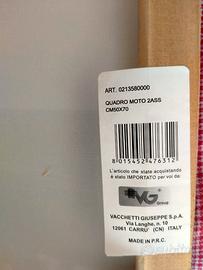 ART. 0213580000
QUADRO MOTO 2ASS
CM50X70
8 015452 476312
L'articolo che state acquistando
è stato IMPORTATO per voi da:
VG
Group
VACCHETTI GIUSEPPE S.p.A.
Via Langhe, n. 10
12061 CARRU' (CN) ITALY
MADE IN P.R.C.
subito